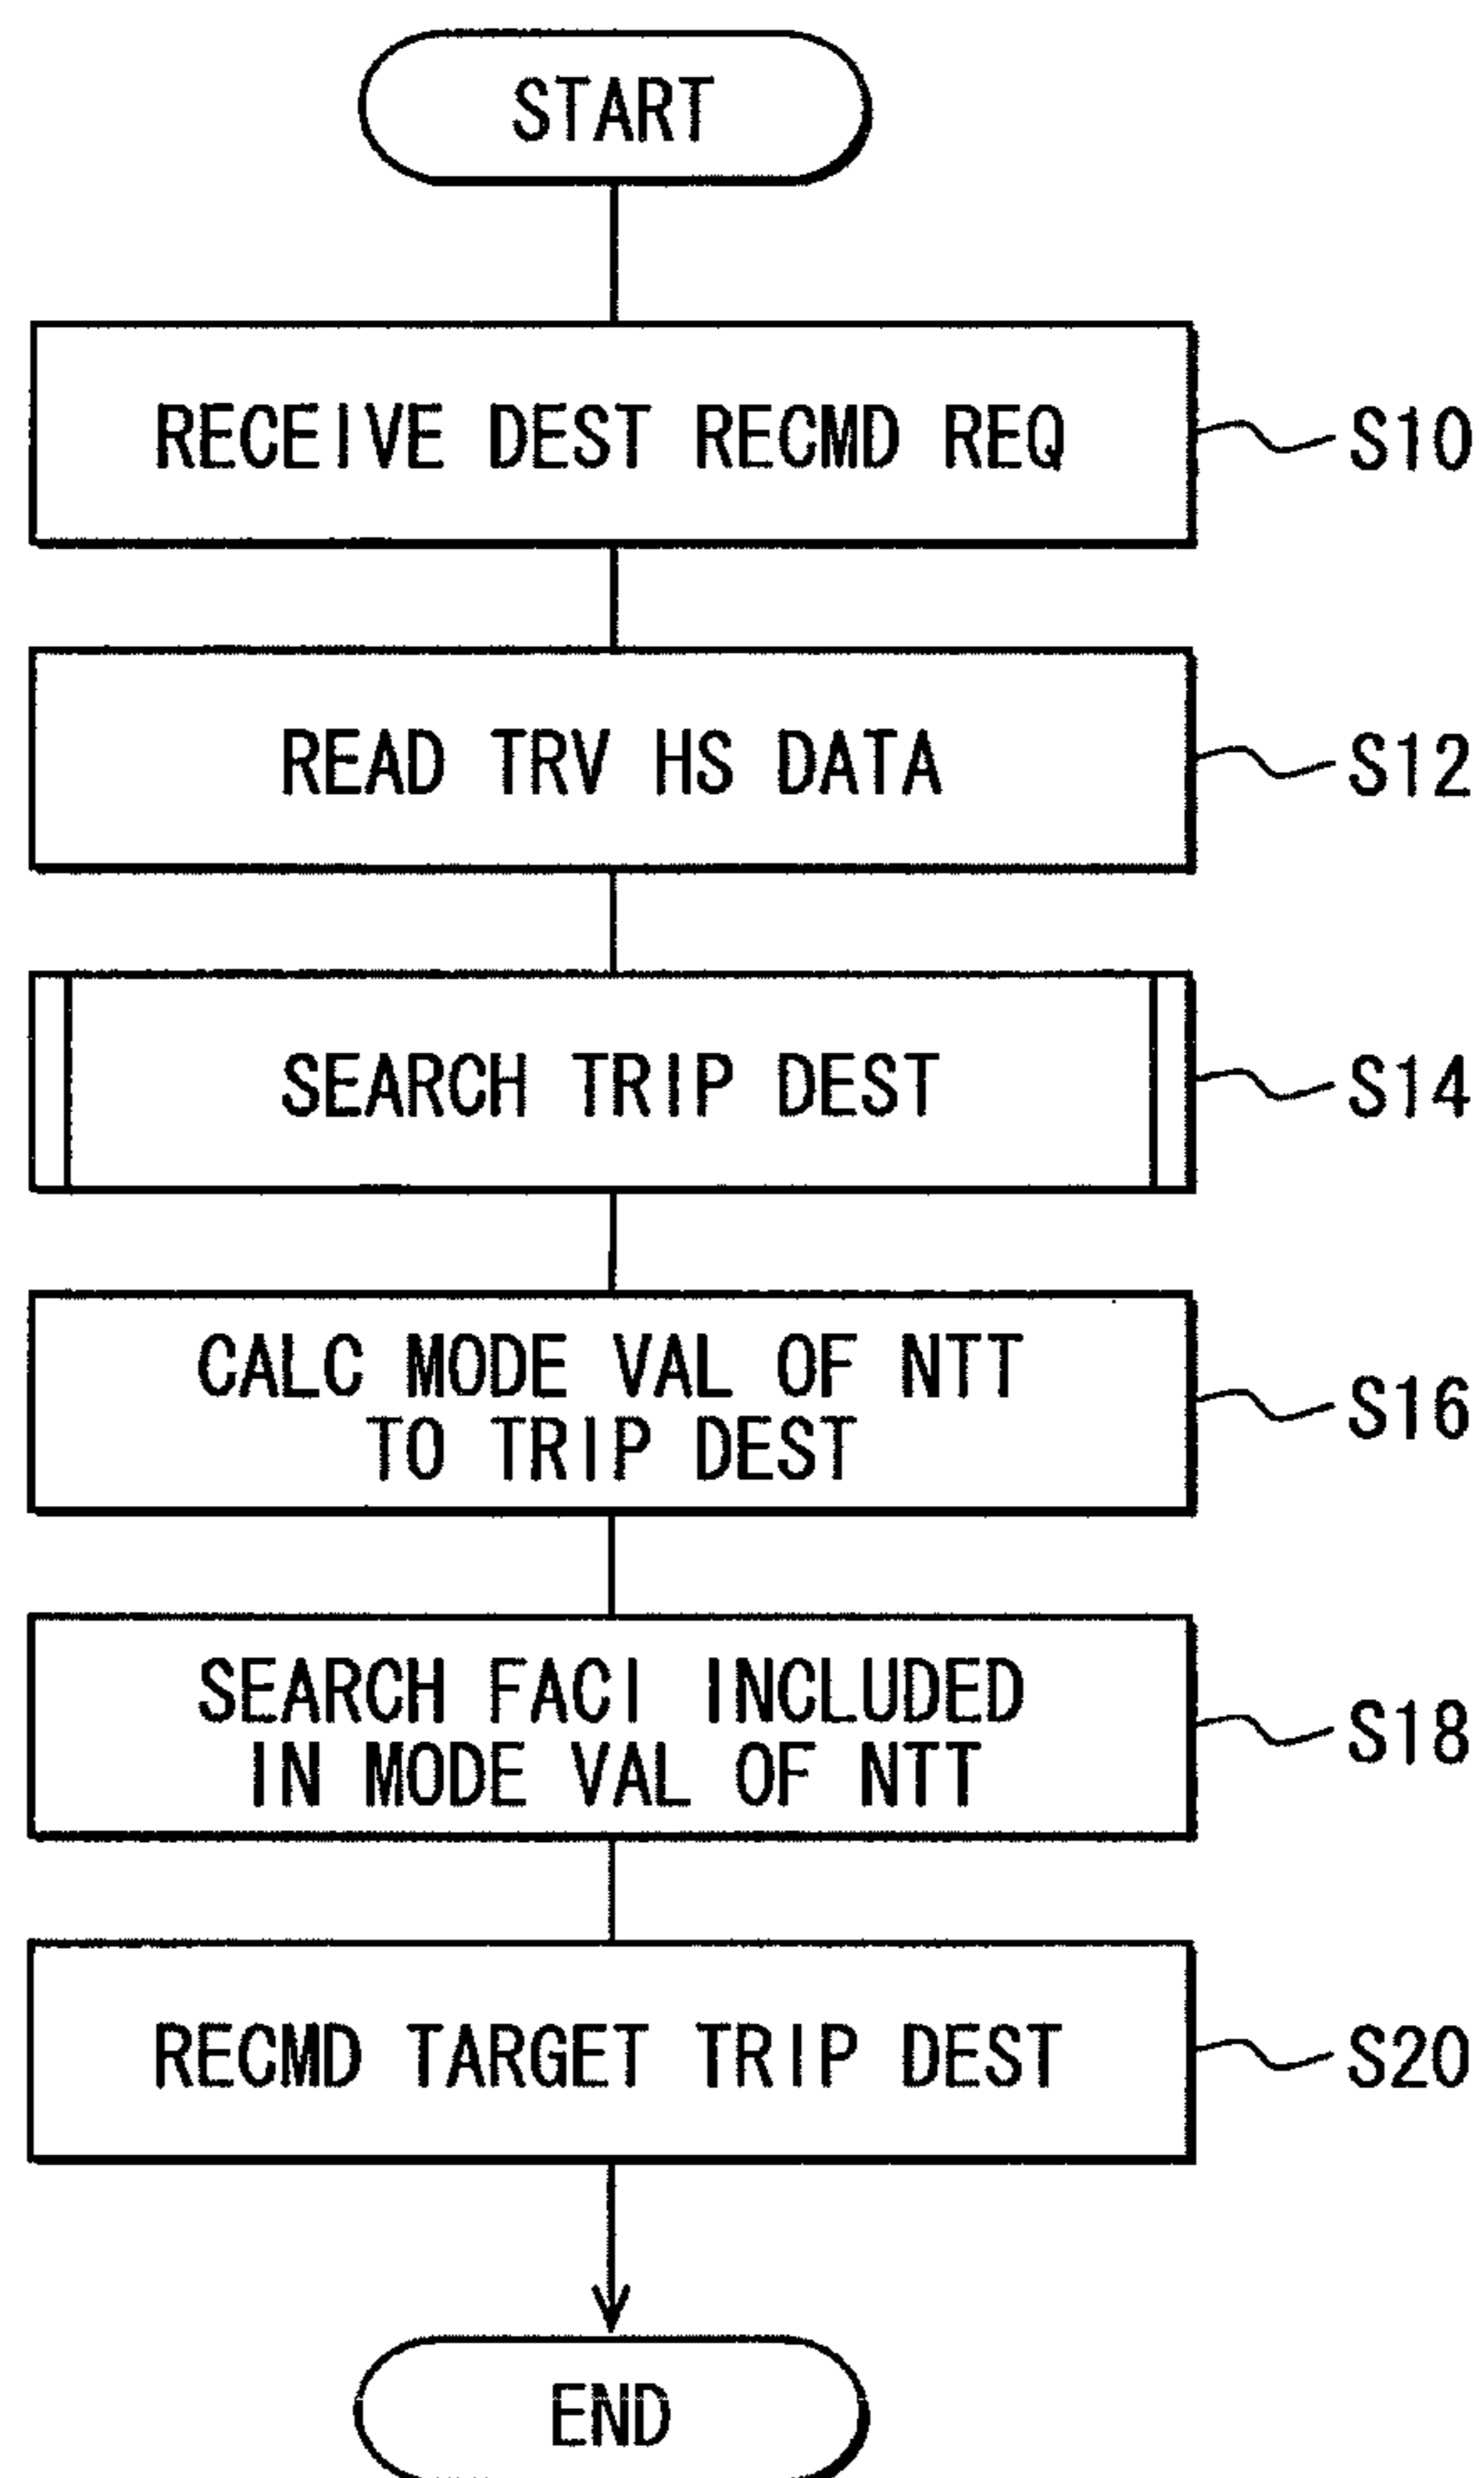 START
RECEIVE DEST RECMD REQ
S10
READ TRV HS DATA
S12
SEARCH TRIP DEST
S14
CALC MODE VAL OF NTT
TO TRIP DEST
S16
SEARCH FACI INCLUDED
IN MODE VAL OF NTT
S18
RECMD TARGET TRIP DEST
S20
END